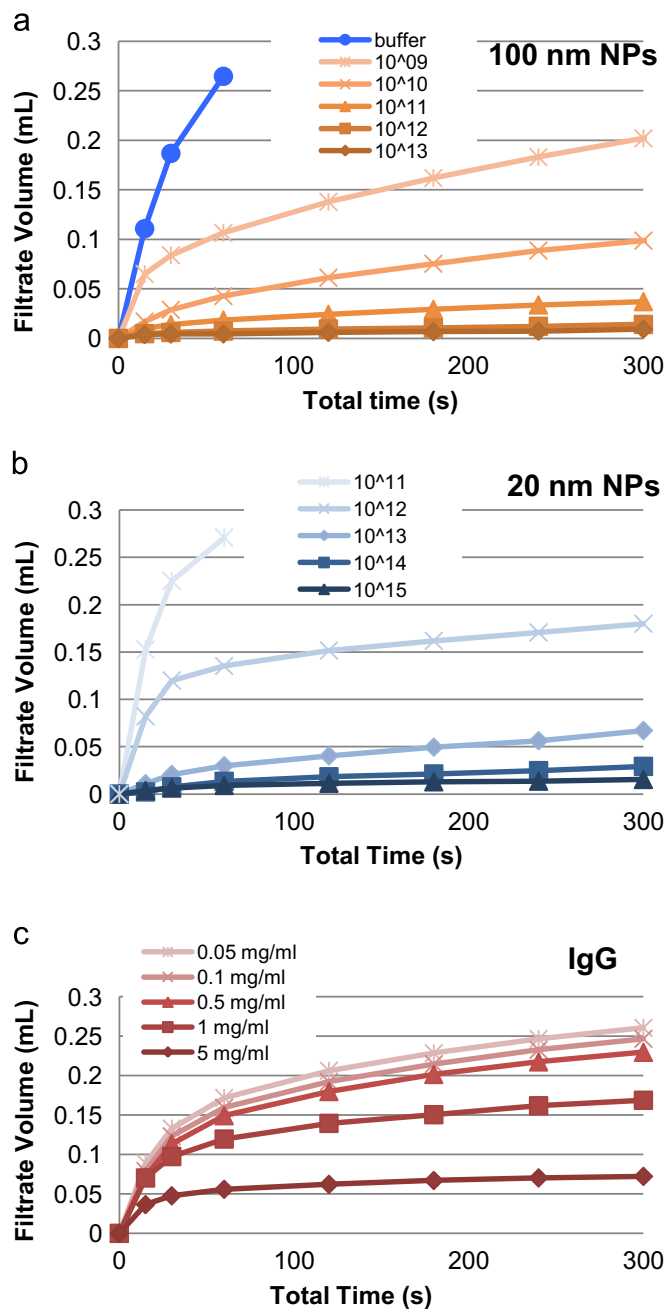 a
0.3
0.25
0.2
0.15
0.1
0.05
0
Filtrate Volume (mL)
buffer
10^09
10^10
10^11
10^12
10^13
100 nm NPs
0 100 200 300
Total time (s)
b
0.3
0.25
0.2
0.15
0.1
0.05
0
Filtrate Volume (mL)
10^11
10^12
10^13
10^14
10^15
20 nm NPs
0 100 200 300
Total Time (s)
c
0.3
0.25
0.2
0.15
0.1
0.05
0
Filtrate Volume (mL)
0.05 mg/ml
0.1 mg/ml
0.5 mg/ml
1 mg/ml
5 mg/ml
IgG
0 100 200 300
Total Time (s)